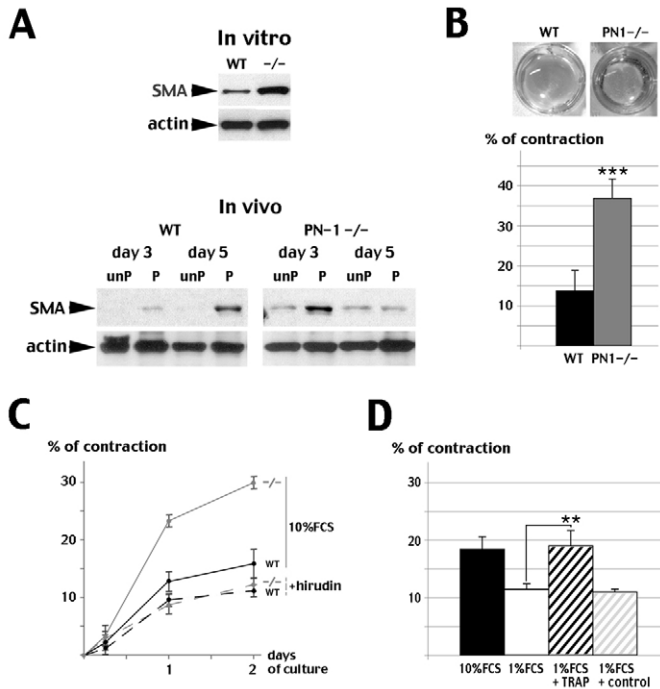 A
In vitro
WT -/-
SMA
actin
In vivo
WT PN-1 -/-
day 3 day 5 day 3 day 5
unP P unP P unP P unP P
SMA
actin
B
WT PN1-/-
% of contraction
***
40
30
20
10
WT PN1-/-
C
% of contraction
30
20
10
-/-
10%FCS
WT
-/-
+hirudin
WT
1 2
days
of culture
D
% of contraction
30
20
10
**
10%FCS 1%FCS 1%FCS 1%FCS
+ TRAP + control